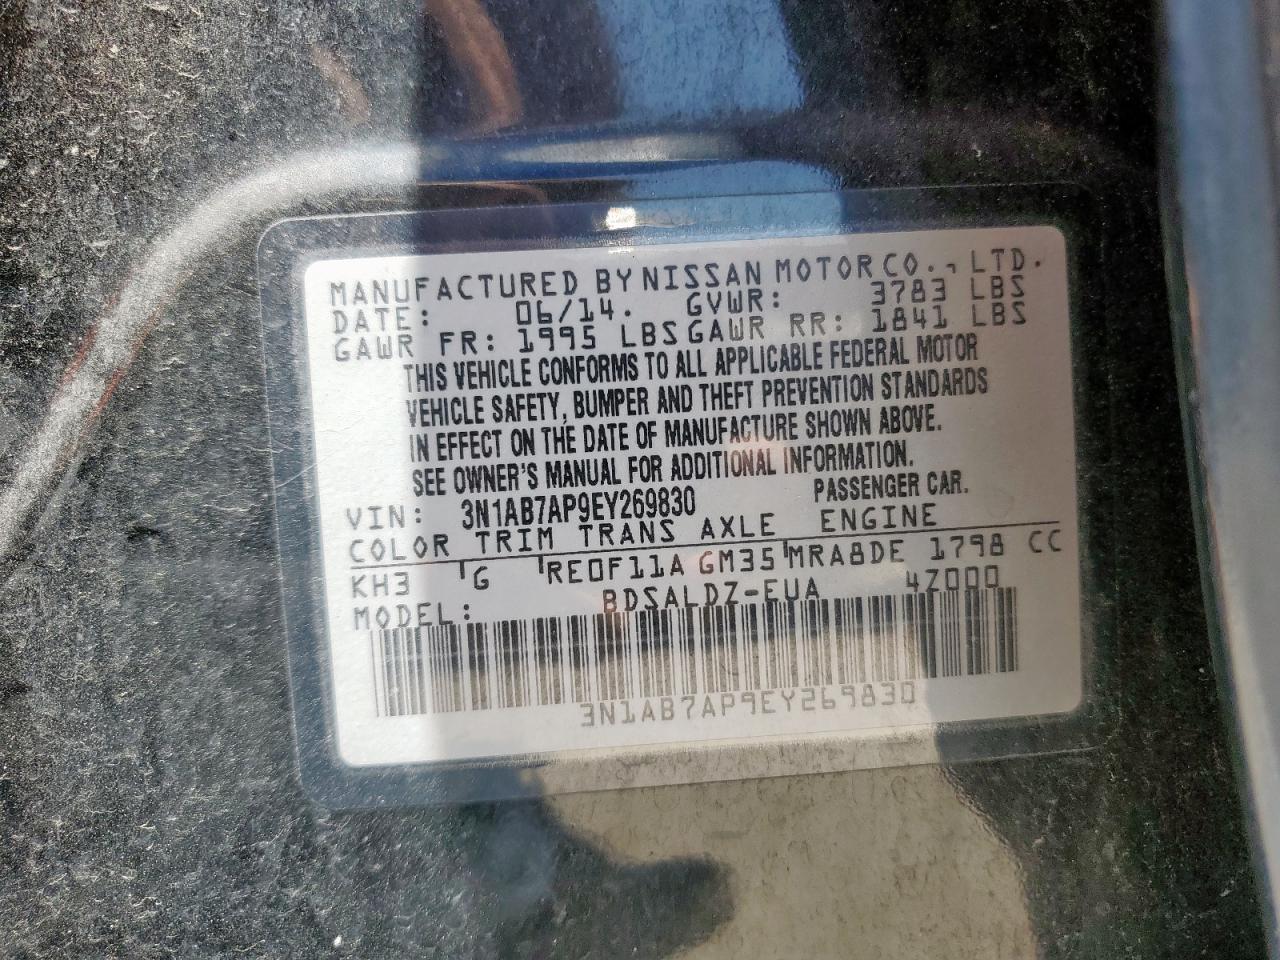 MANUFACTURED BY NISSAN MOTOR CO., LTD.
DATE: 06/14. GVWR: 3783 LBS
GAWR FR: 1995 LBS GAWR RR: 1841 LBS
THIS VEHICLE CONFORMS TO ALL APPLICABLE FEDERAL MOTOR
VEHICLE SAFETY, BUMPER AND THEFT PREVENTION STANDARDS
IN EFFECT ON THE DATE OF MANUFACTURE SHOWN ABOVE.
SEE OWNER'S MANUAL FOR ADDITIONAL INFORMATION.
VIN: 3N1AB7AP9EY269830 PASSENGER CAR.
COLOR TRIM TRANS AXLE ENGINE
KH3 G RE0F11A GM35 MRA8DE 1798 CC
MODEL: BDSALDZ-EUA 4Z000
3N1AB7AP9EY269830